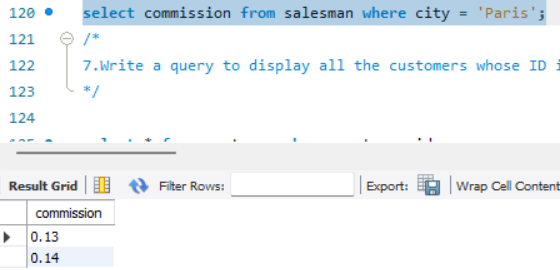 120 select commission from salesman where city = 'Paris';
121 /*
122 7.Write a query to display all the customers whose ID
123 */
124
Result Grid Filter Rows: Export: Wrap Cell Content
commission
0.13
0.14